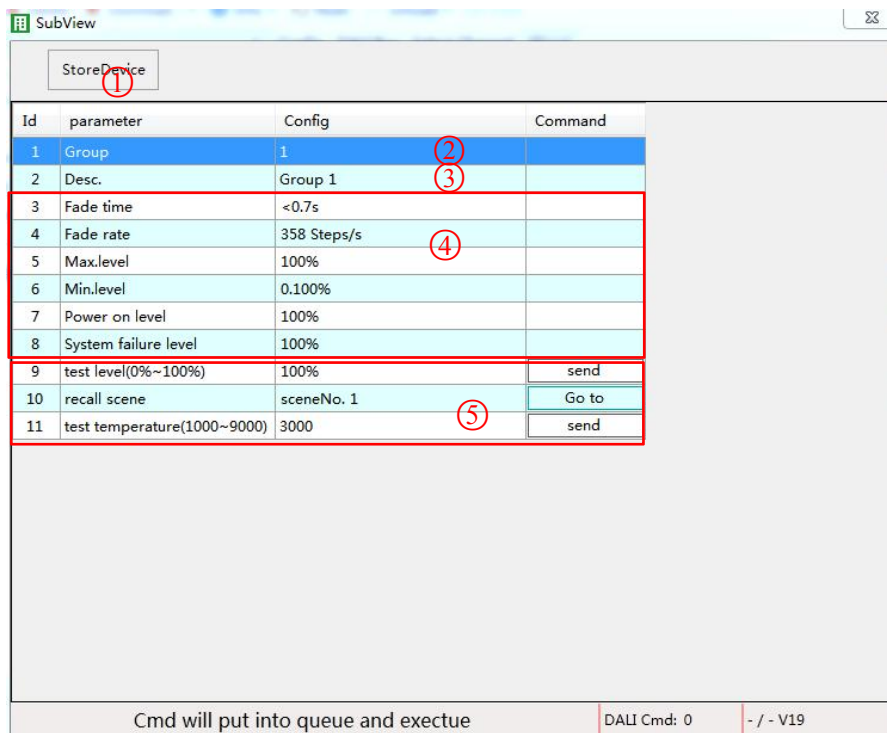 SubView
StoreDevice
①
Id parameter Config Command
1 Group 1 ②
2 Desc. Group 1 ③
3 Fade time <0.7s
4 Fade rate 358 Steps/s ④
5 Max.level 100%
6 Min.level 0.100%
7 Power on level 100%
8 System failure level 100%
9 test level(0%~100%) 100% send
10 recall scene sceneNo. 1 ⑤ Go to
11 test temperature(1000~9000) 3000 send
Cmd will put into queue and exectue DALI Cmd: 0 - / - V19